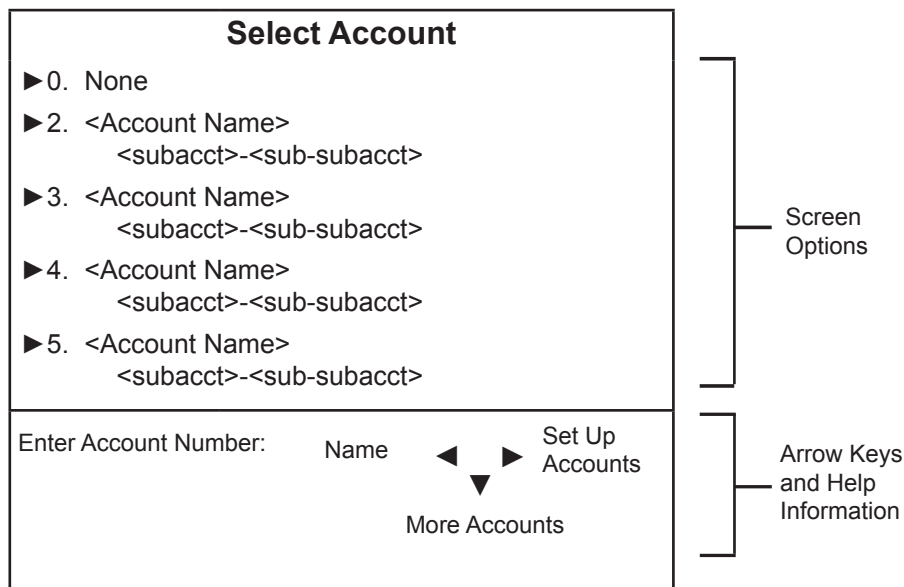 Select Account
►0. None
►2. <Account Name>
<subacct>-<sub-subacct>
►3. <Account Name>
<subacct>-<sub-subacct>
►4. <Account Name>
<subacct>-<sub-subacct>
►5. <Account Name>
<subacct>-<sub-subacct>
Screen
Options
Enter Account Number:
Name ◄ ► Set Up
Accounts
▼
More Accounts
Arrow Keys
and Help
Information